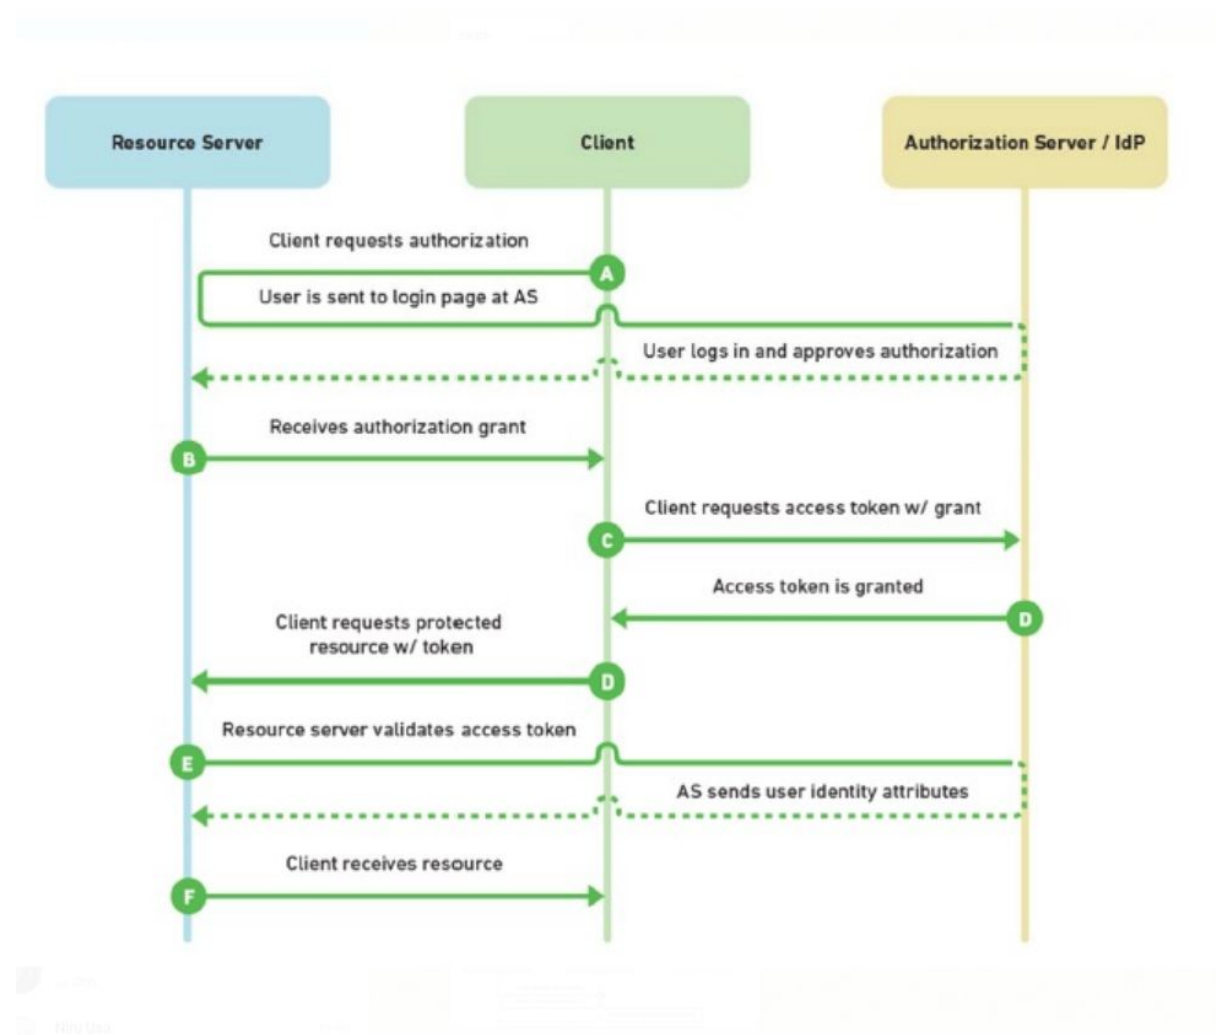 Resource Server
Client
Authorization Server / IdP
Client requests authorization
A
User is sent to login page at AS
User logs in and approves authorization
Receives authorization grant
B
Client requests access token w/ grant
C
Access token is granted
D
Client requests protected
resource w/ token
D
Resource server validates access token
E
AS sends user identity attributes
Client receives resource
F